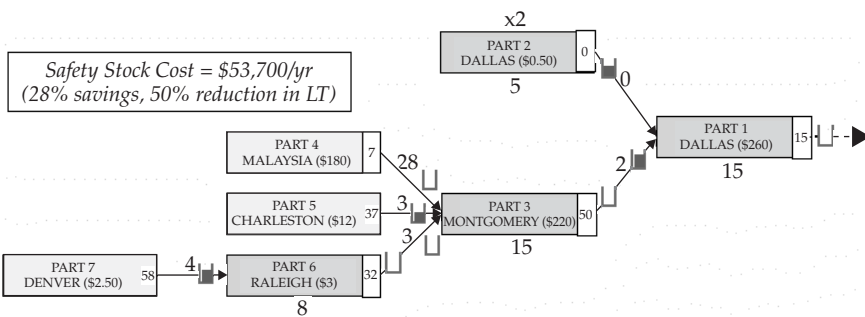 x2
PART 2
DALLAS ($0.50)
0
5
0
Safety Stock Cost = $53,700/yr
(28% savings, 50% reduction in LT)
PART 1
DALLAS ($260)
15
15
PART 4
MALAYSIA ($180)
7
28
2
PART 5
CHARLESTON ($12)
37
3
PART 3
MONTGOMERY ($220)
50
15
3
PART 7
DENVER ($2.50)
58
4
PART 6
RALEIGH ($3)
32
8